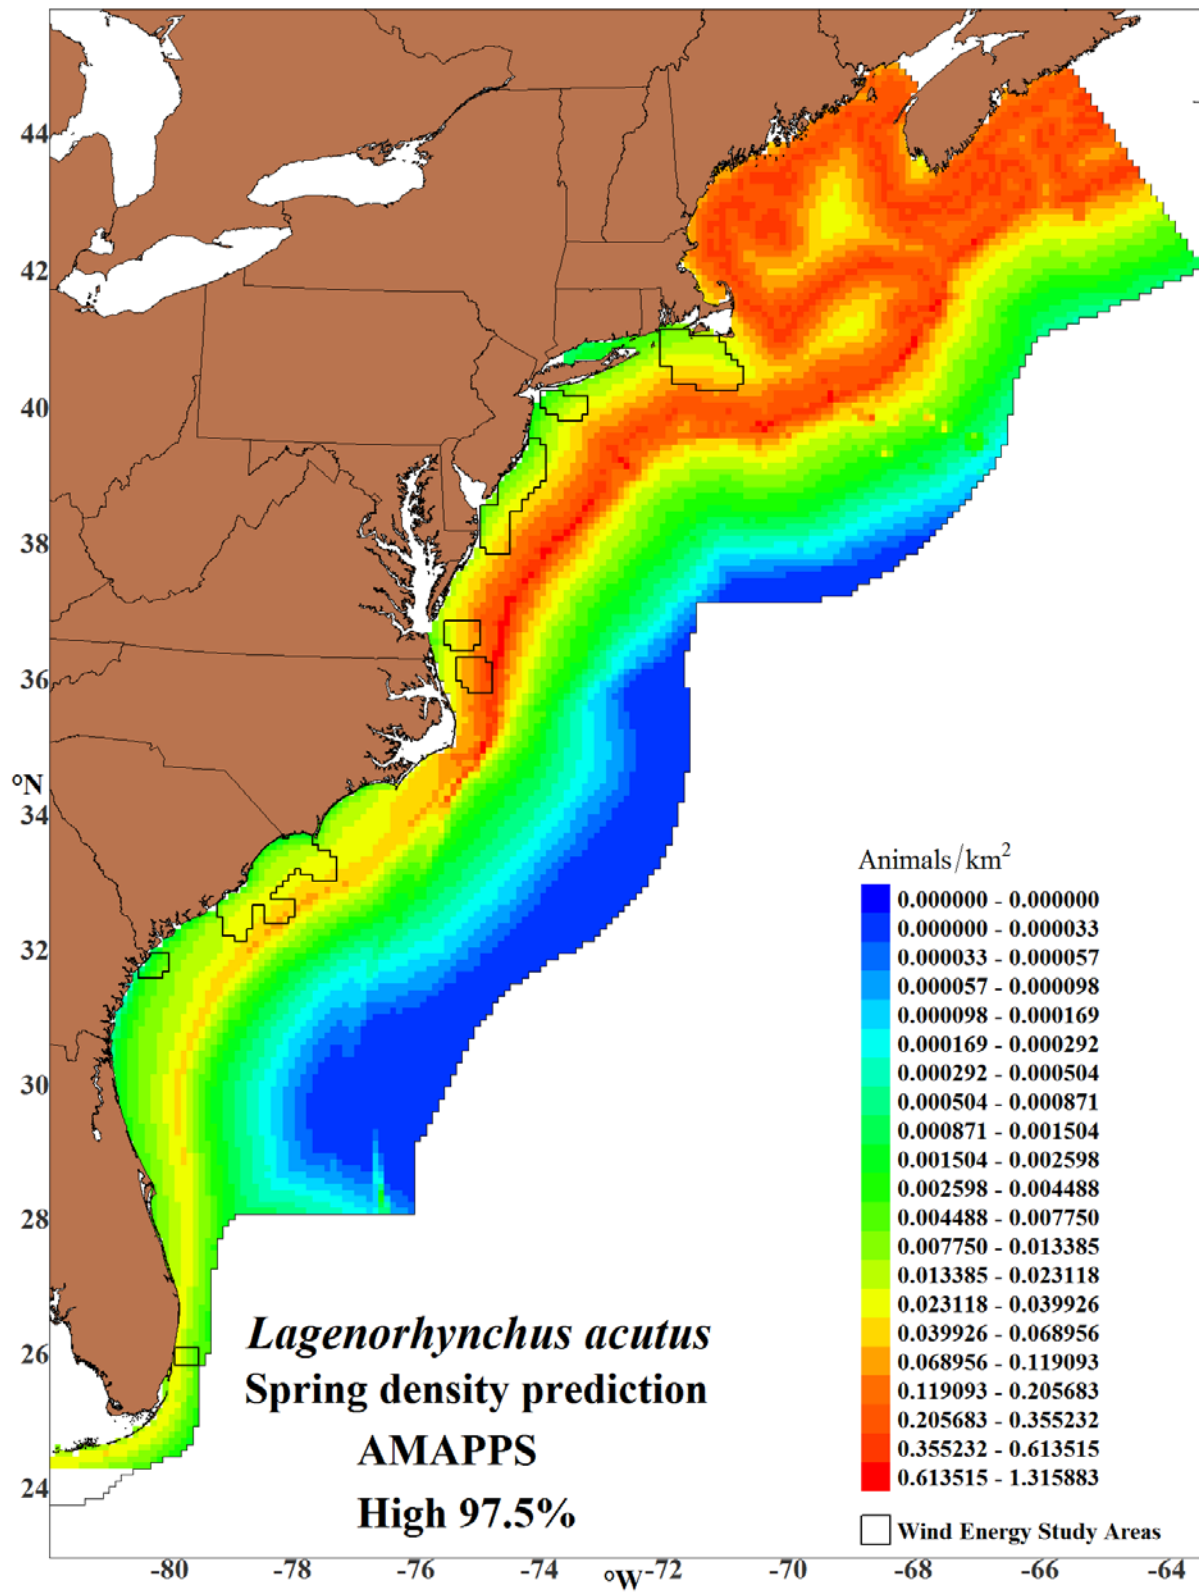 44
42
40
38
36
°N
34
32
30
28
26
24
Animals/km²
0.000000 - 0.000000
0.000000 - 0.000033
0.000033 - 0.000057
0.000057 - 0.000098
0.000098 - 0.000169
0.000169 - 0.000292
0.000292 - 0.000504
0.000504 - 0.000871
0.000871 - 0.001504
0.001504 - 0.002598
0.002598 - 0.004488
0.004488 - 0.007750
0.007750 - 0.013385
0.013385 - 0.023118
0.023118 - 0.039926
0.039926 - 0.068956
0.068956 - 0.119093
0.119093 - 0.205683
0.205683 - 0.355232
0.355232 - 0.613515
0.613515 - 1.315883
Wind Energy Study Areas
Lagenorhynchus acutus
Spring density prediction
AMAPPS
High 97.5%
-80 -78 -76 -74 °W -72 -70 -68 -66 -64